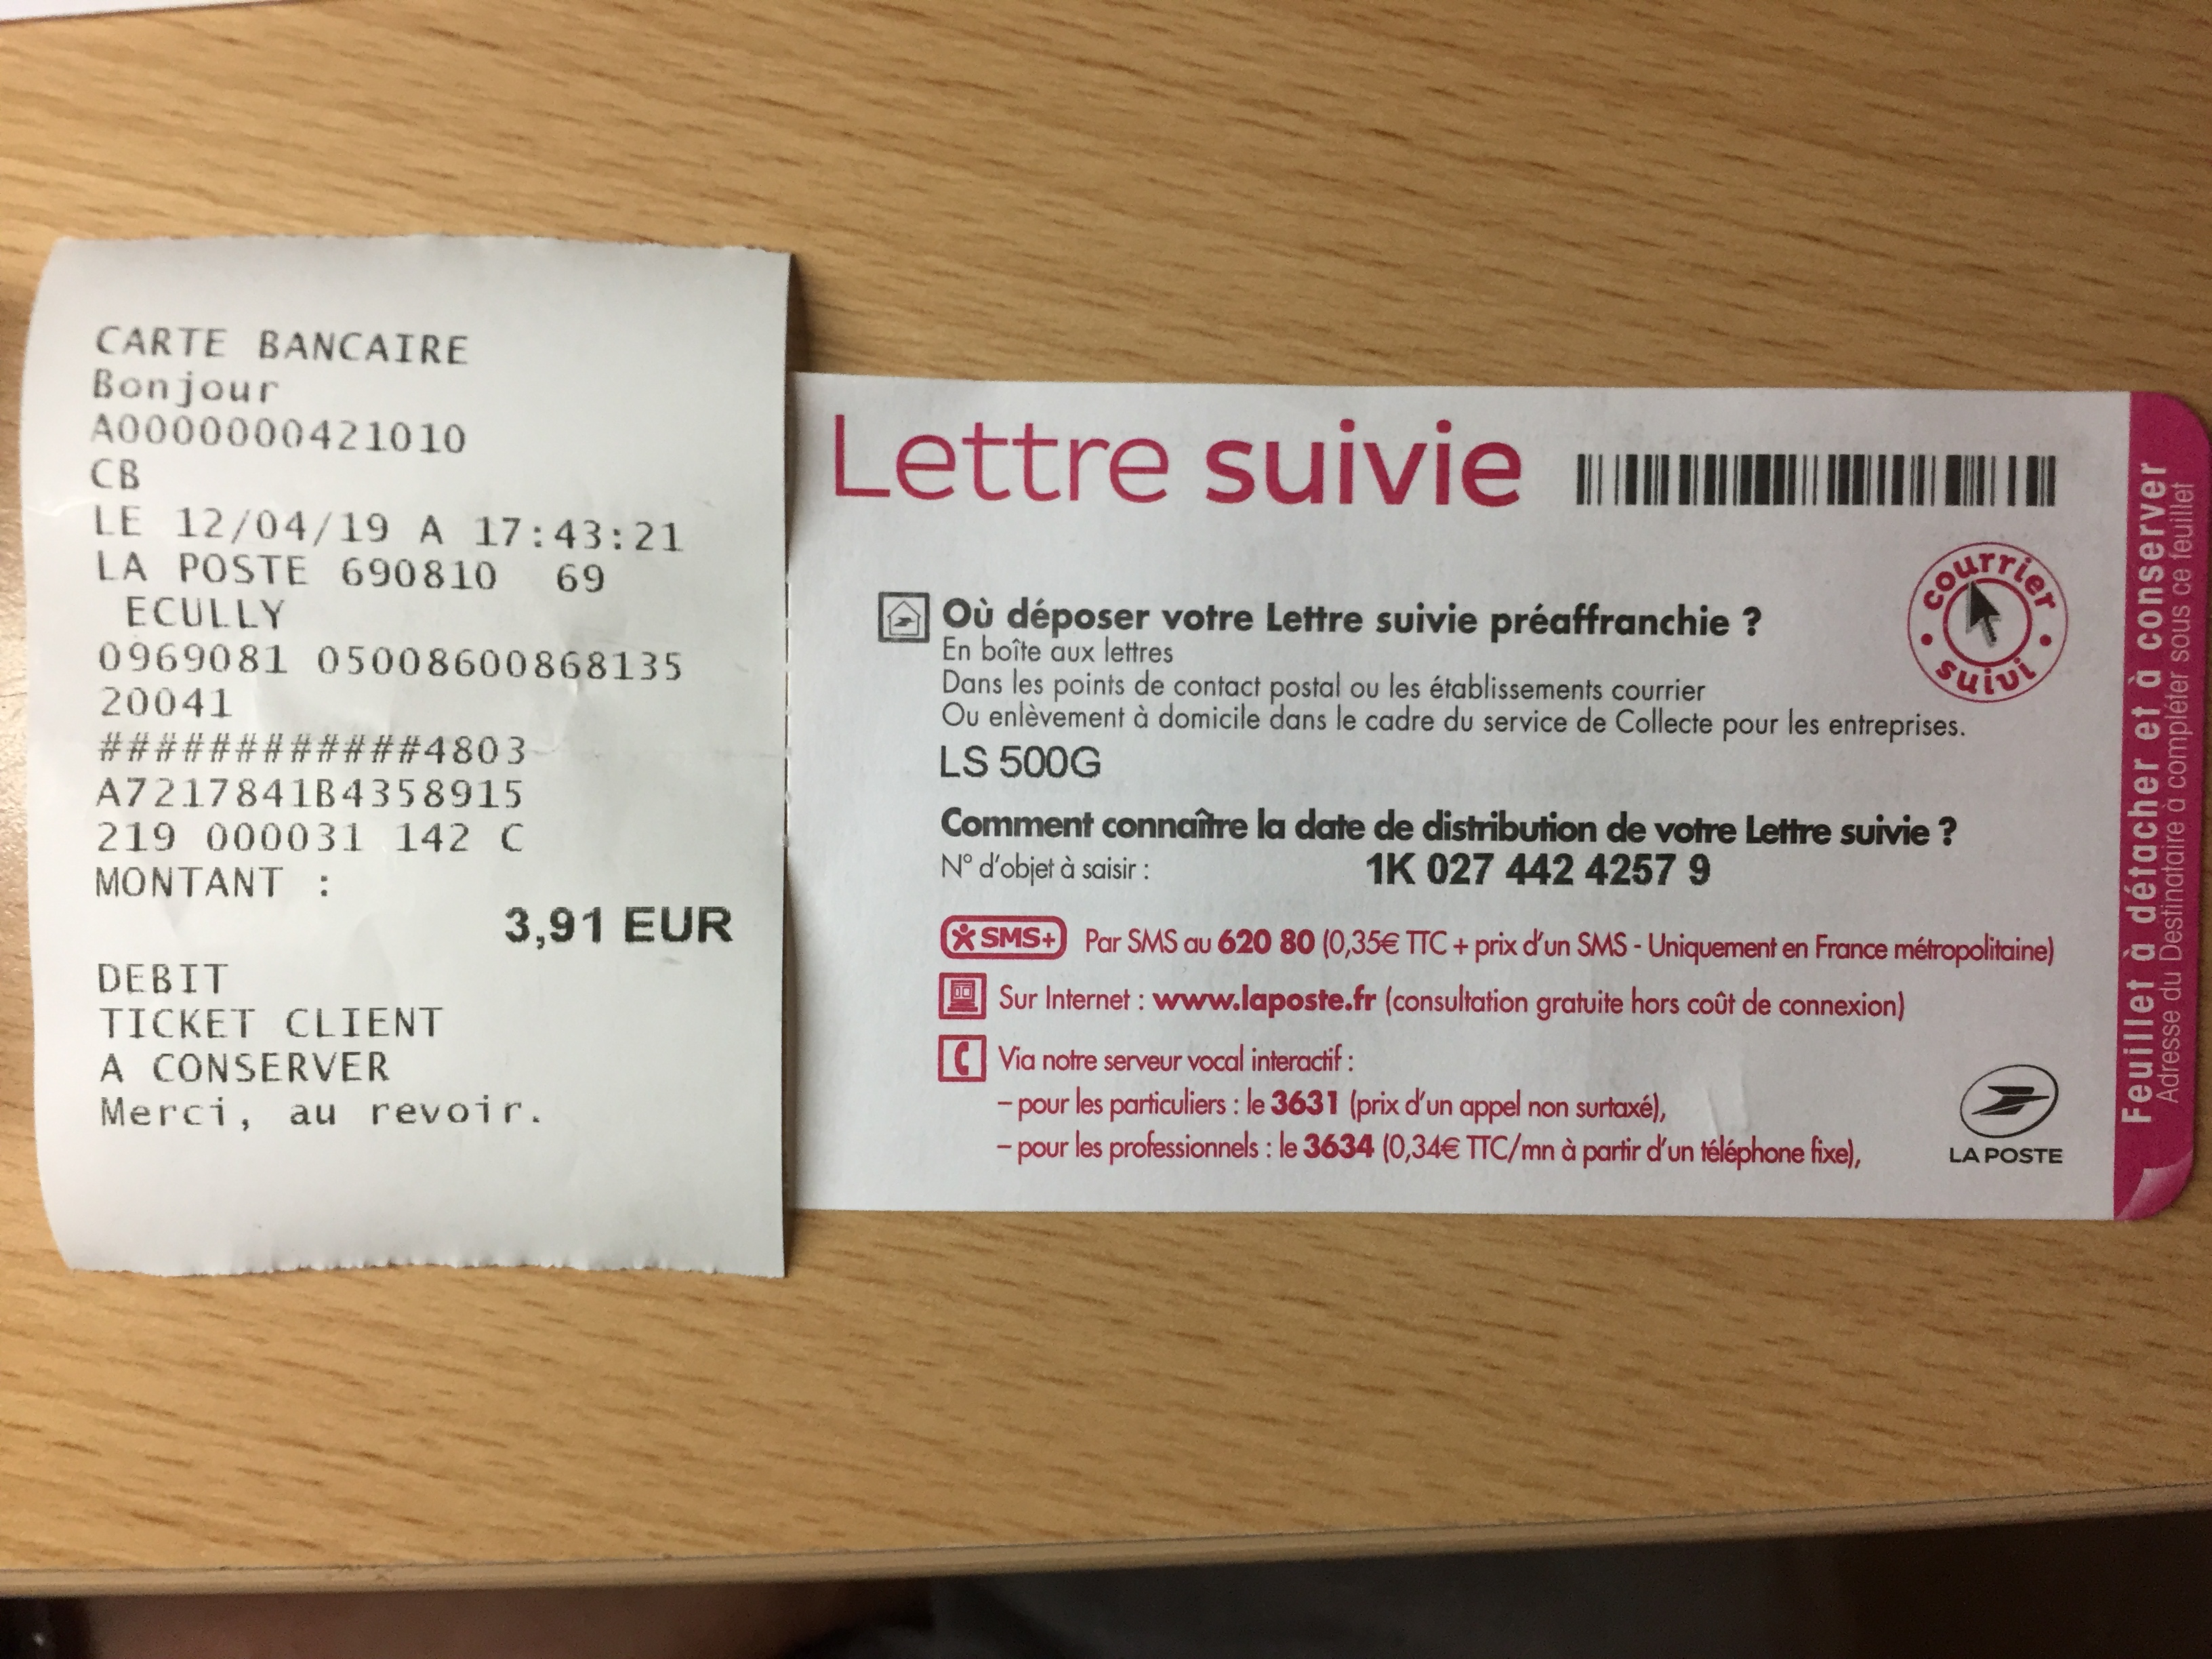 CARTE BANCAIRE
Bonjour
A0000000421010
CB
LE 12/04/19 A 17:43:21
LA POSTE 690810 69
ECULLY
0969081 05008600868135
20041
############4803
A7217841B4358915
219 000031 142 C
MONTANT :
3,91 EUR
DEBIT
TICKET CLIENT
A CONSERVER
Merci, au revoir.
Lettre suivie
Où déposer votre Lettre suivie préaffranchie ?
En boîte aux lettres
Dans les points de contact postal ou les établissements courrier
Ou enlèvement à domicile dans le cadre du service de Collecte pour les entreprises.
LS 500G
courrier suivi
Comment connaître la date de distribution de votre Lettre suivie ?
N° d'objet à saisir : 1K 027 442 4257 9
SMS+ Par SMS au 620 80 (0,35€ TTC + prix d'un SMS - Uniquement en France métropolitaine)
Sur Internet : www.laposte.fr (consultation gratuite hors coût de connexion)
Via notre serveur vocal interactif :
– pour les particuliers : le 3631 (prix d'un appel non surtaxé),
– pour les professionnels : le 3634 (0,34€ TTC/mn à partir d'un téléphone fixe),
LA POSTE
Feuillet à détacher et à conserver
Adresse du Destinataire à compléter sous ce feuillet